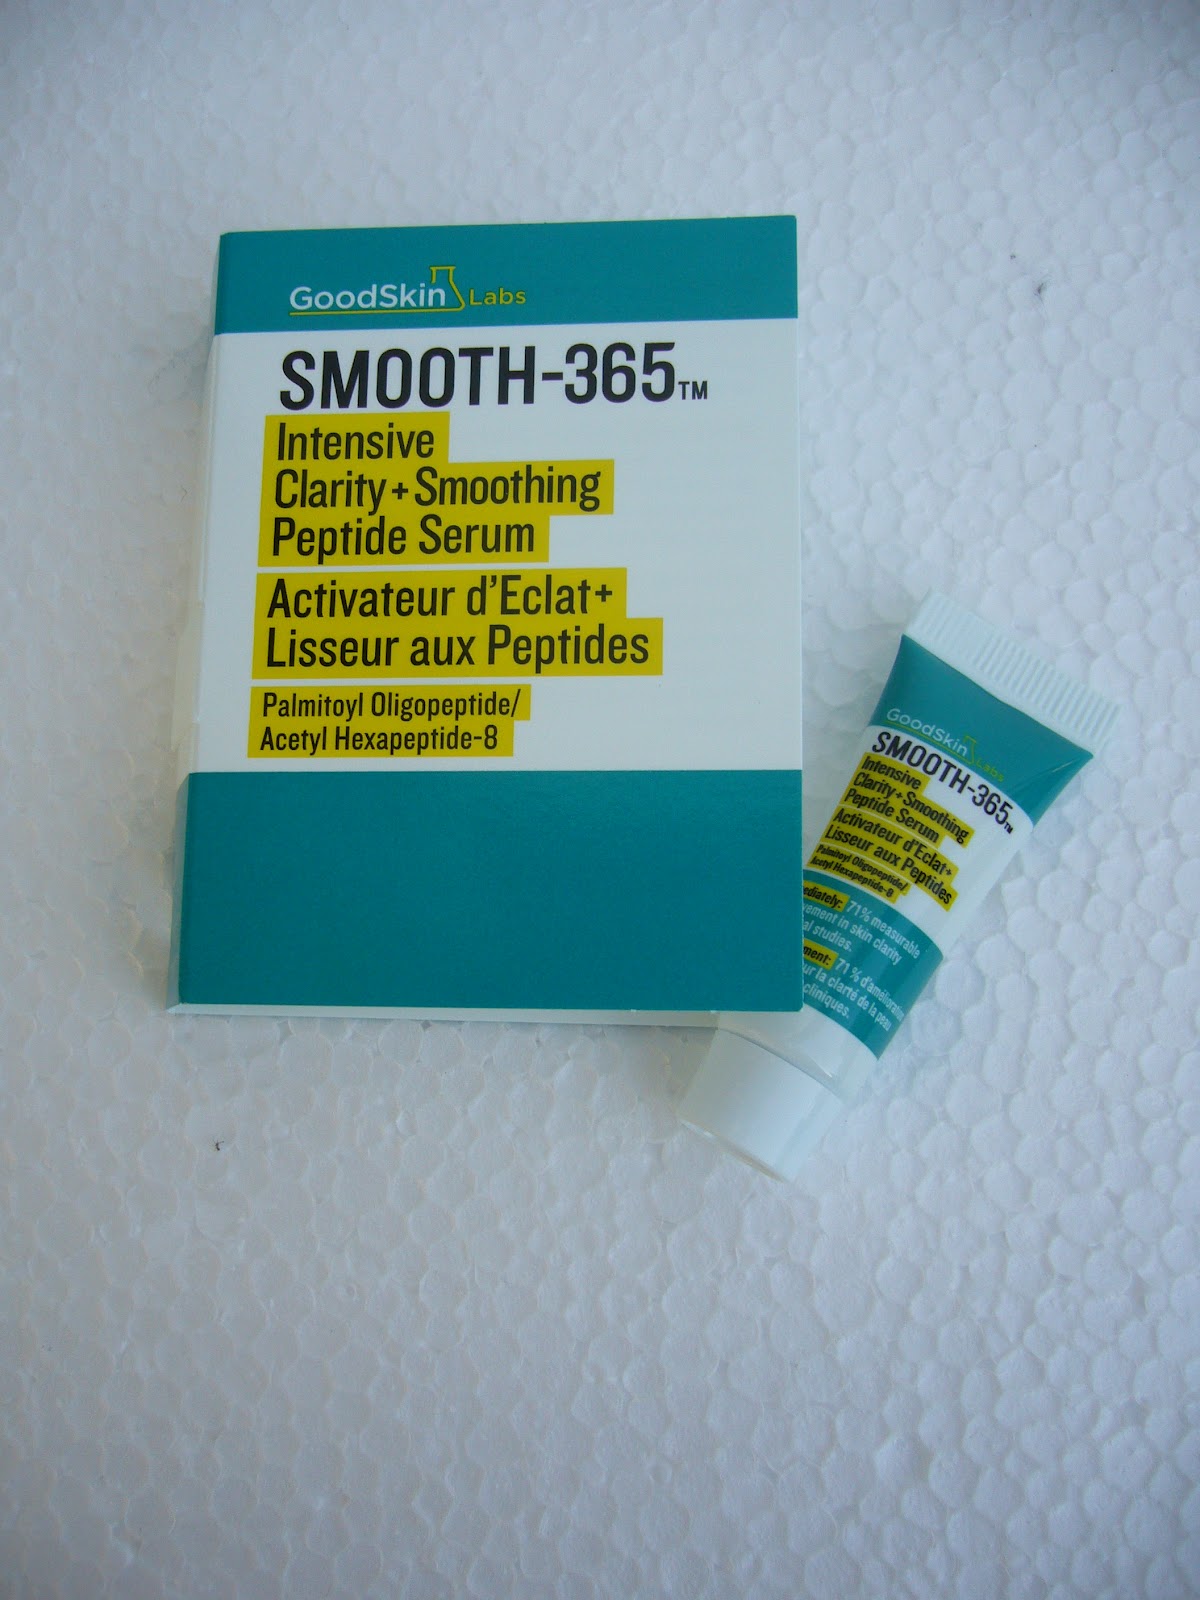 GoodSkin Labs
SMOOTH-365™
Intensive
Clarity + Smoothing
Peptide Serum
Activateur d'Eclat+
Lisseur aux Peptides
Palmitoyl Oligopeptide/
Acetyl Hexapeptide-8
GoodSkin Labs
SMOOTH-365™
Intensive
Clarity + Smoothing
Peptide Serum
Activateur d'Eclat+
Lisseur aux Peptides
Palmitoyl Oligopeptide/
Acetyl Hexapeptide-8
71% measurable
in skin clarity
studies.
71% d'amélioration
la clarté de la peau
cliniques.